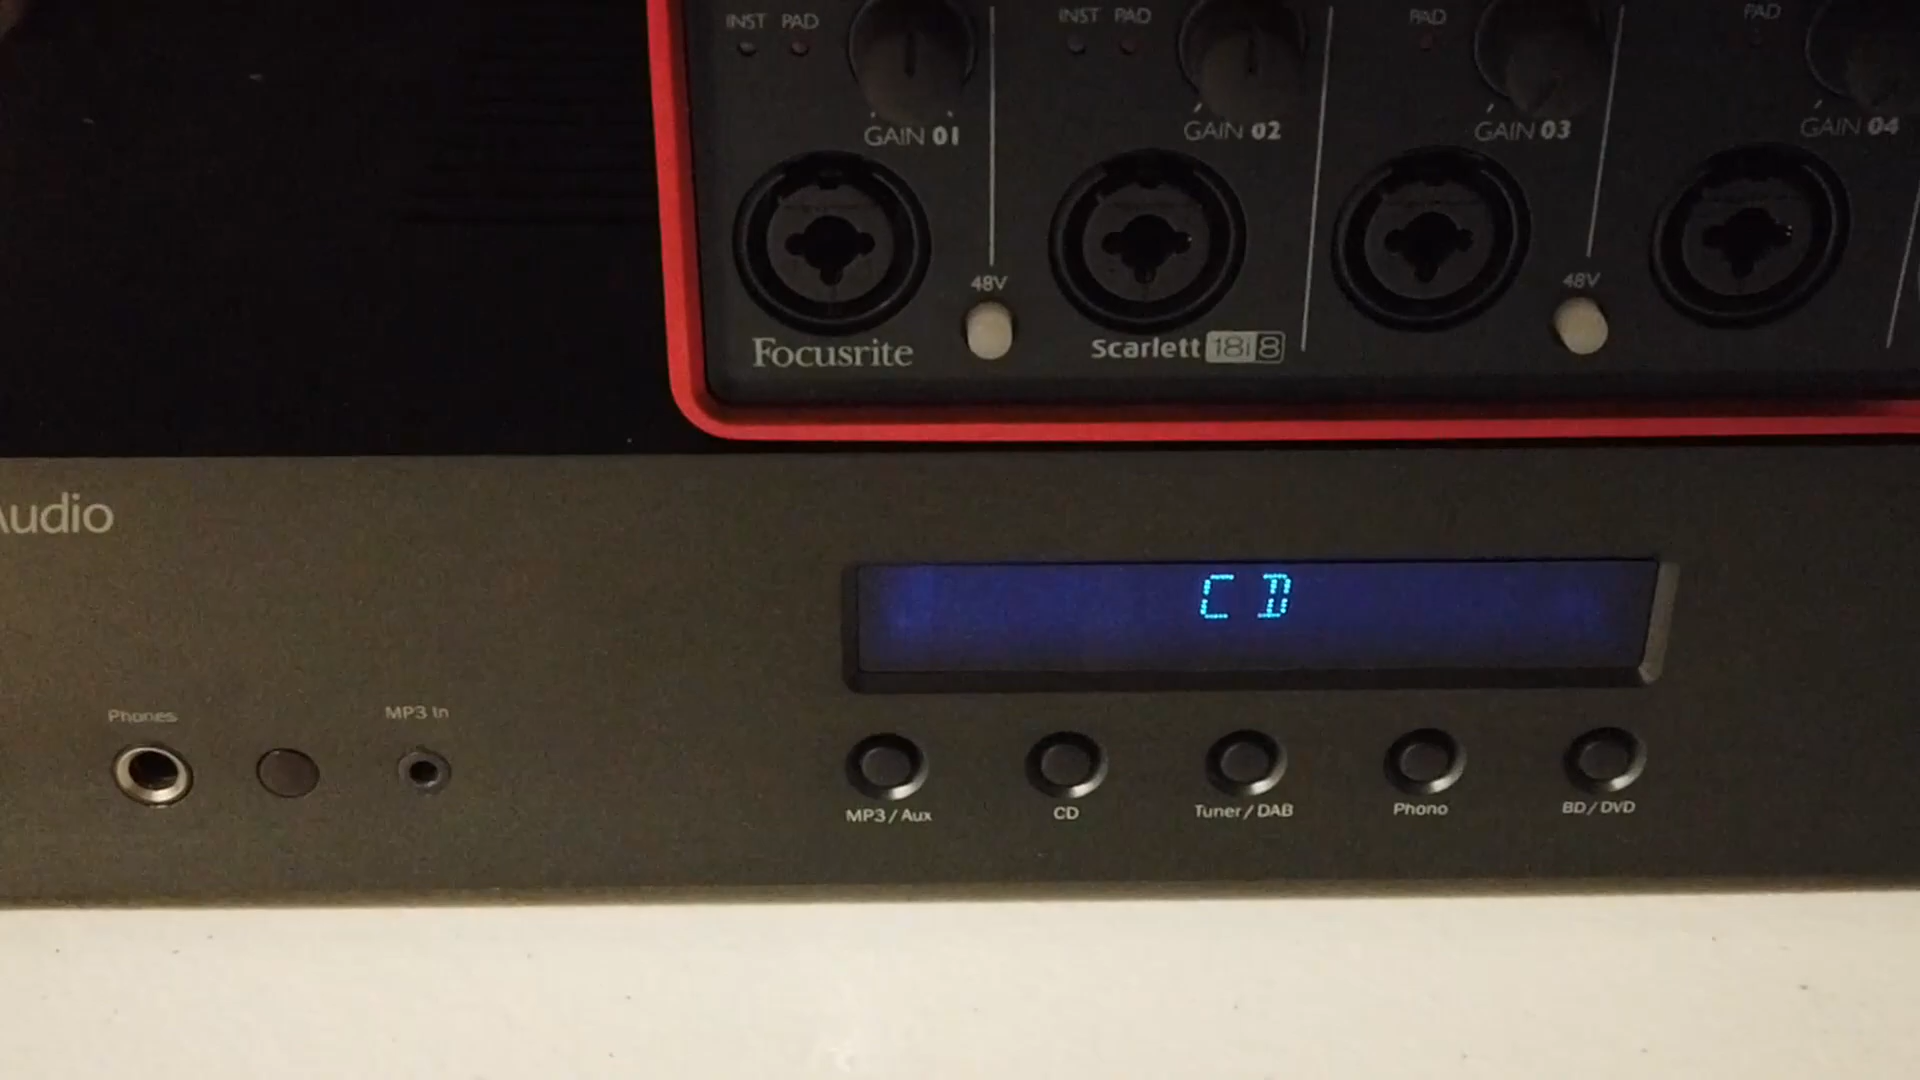 INST PAD INST PAD PAD PAD
GAIN 01 GAIN 02 GAIN 03 GAIN 04
48V 48V
Focusrite Scarlett 18i8
Audio
CD
Phones MP3 In
MP3/Aux CD Tuner/DAB Phono BD/DVD